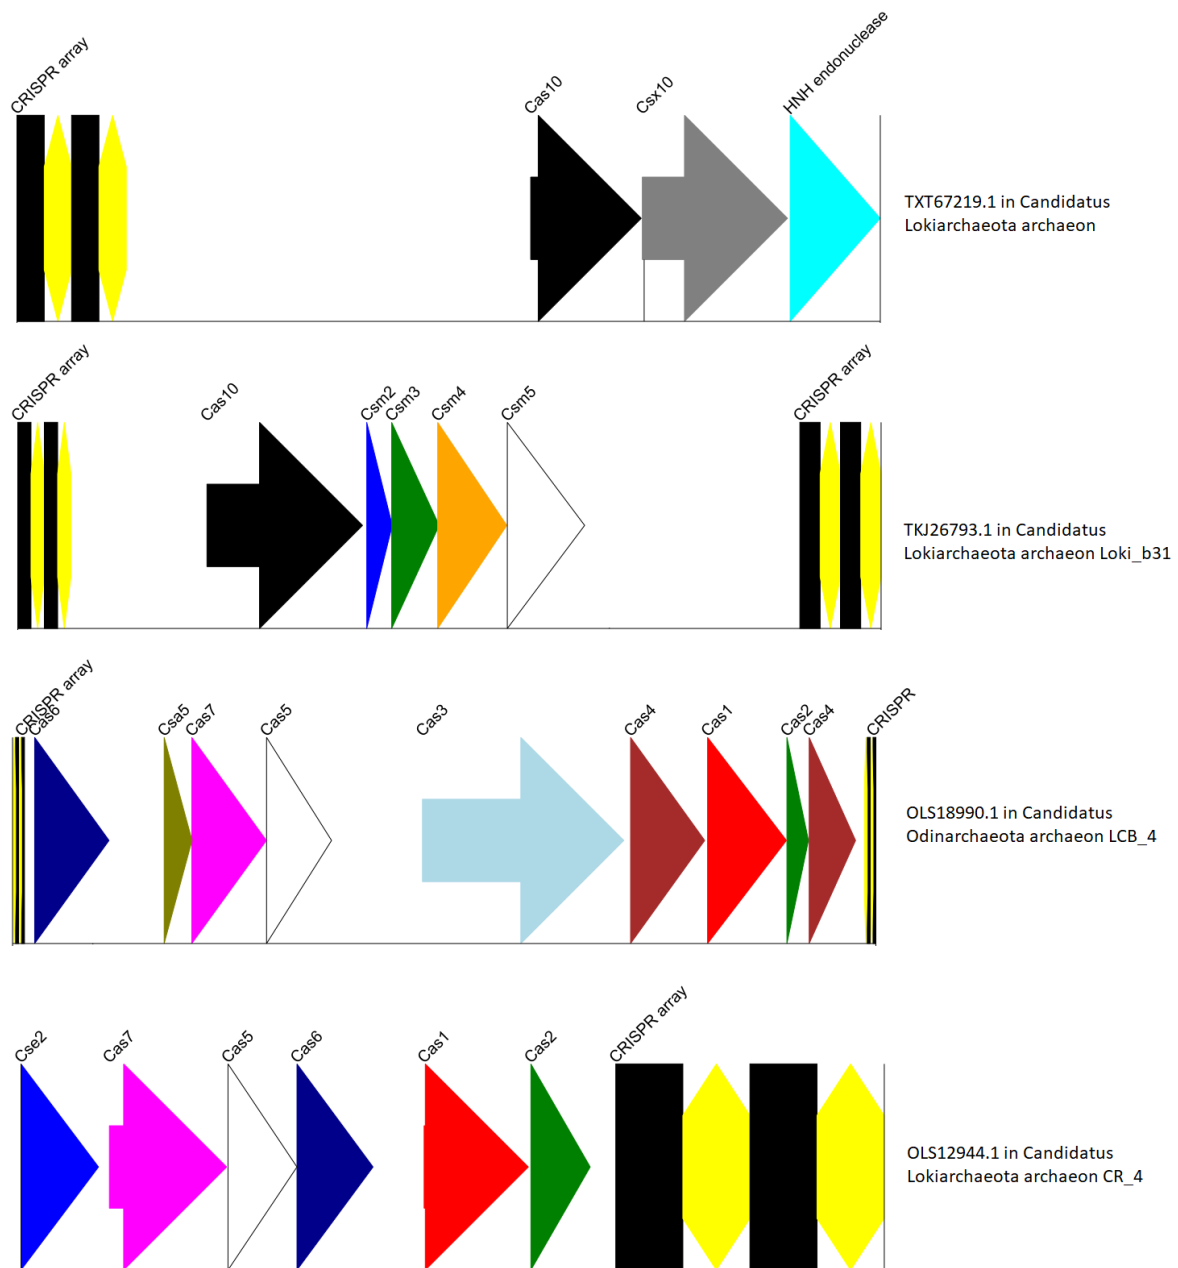 CRISPR array
Cas10
Csx10
HNH endonuclease
TXT67219.1 in Candidatus
Lokiarchaeota archaeon
CRISPR array
Cas10
Csm2
Csm3
Csm4
Csm5
CRISPR array
TKJ26793.1 in Candidatus
Lokiarchaeota archaeon Loki_b31
CRISPR array
Cas6
Csa5
Cas7
Cas5
Cas3
Cas4
Cas1
Cas2
Cas4
CRISPR
OLS18990.1 in Candidatus
Odinarchaeota archaeon LCB_4
Cse2
Cas7
Cas5
Cas6
Cas1
Cas2
CRISPR array
OLS12944.1 in Candidatus
Lokiarchaeota archaeon CR_4